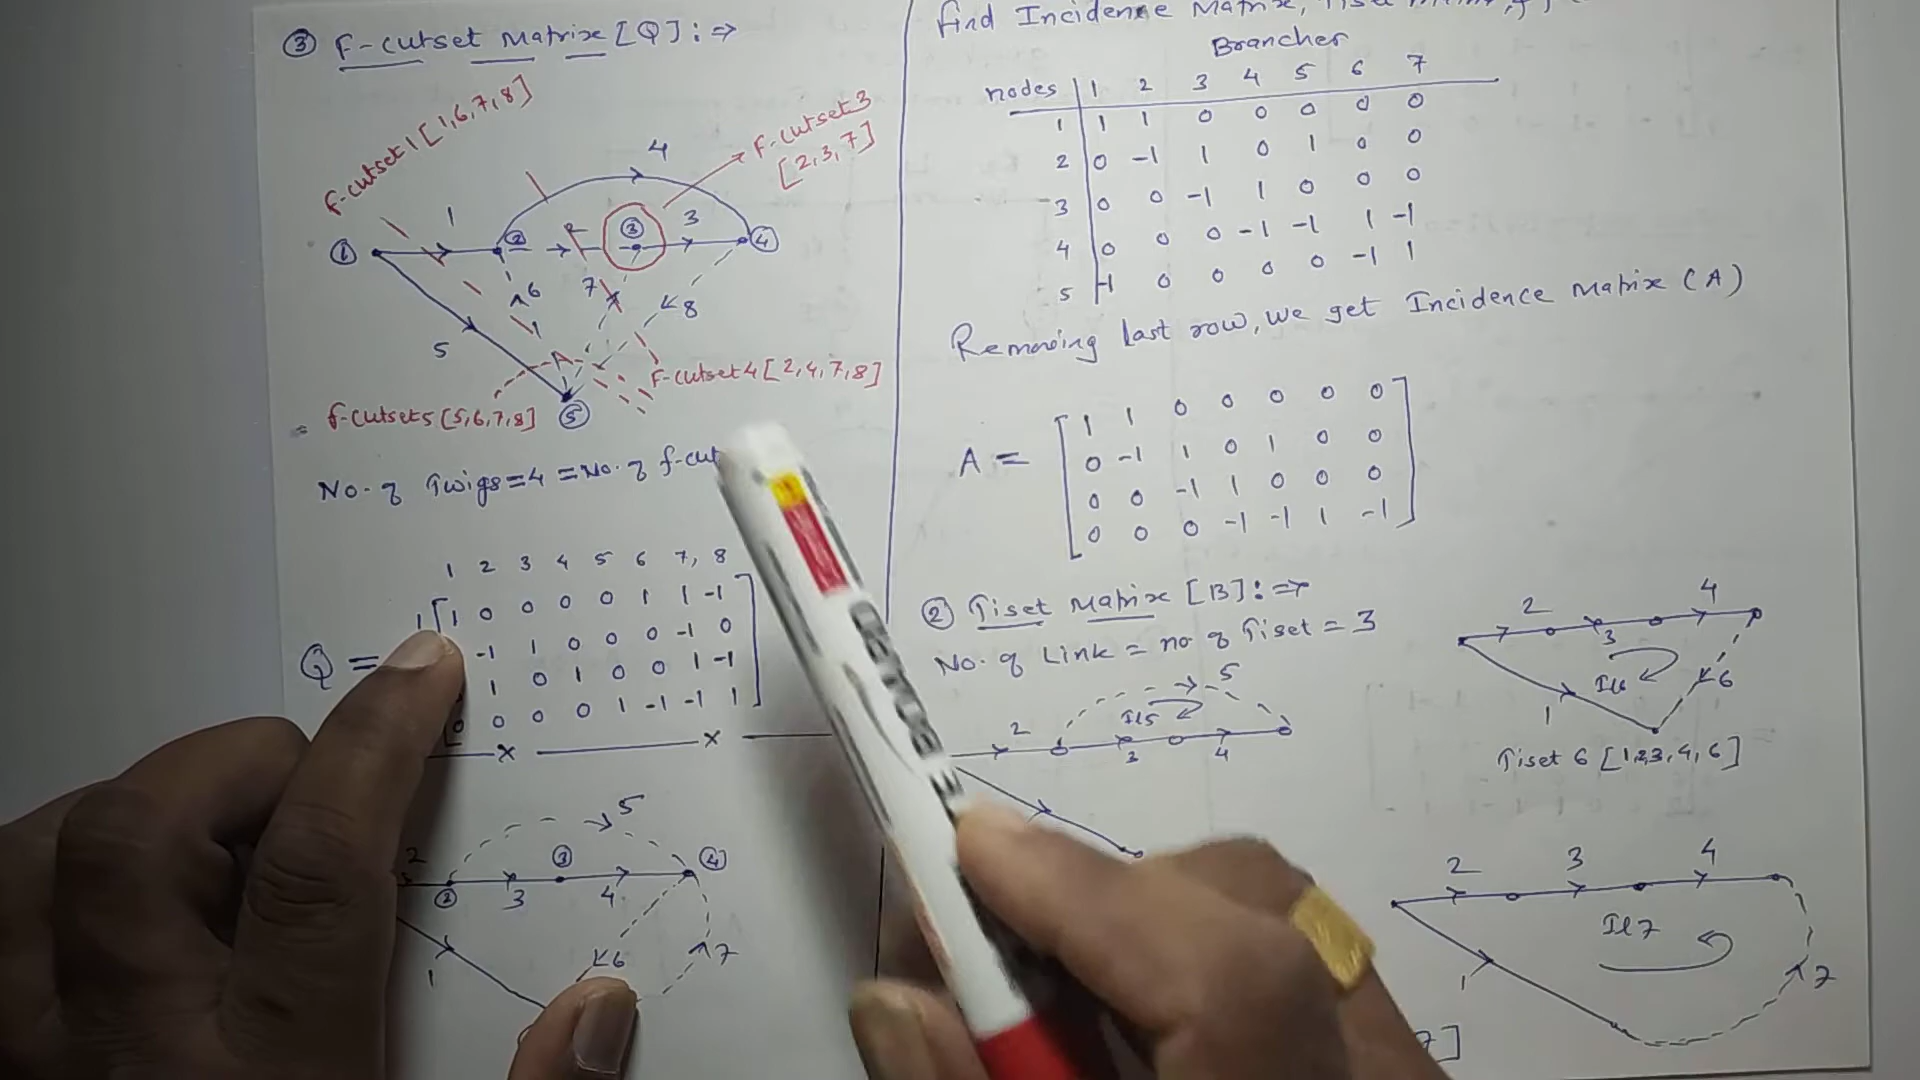 ③ F-cutset Matrix [Q] : ⇒
f-cutset1 [1,6,7,8]
F-cutset3
[2,3,7]
4
1
①
②
2
③
3
④
6
7
8
5
F-cutset4 [2,4,7,8]
f-cutset5 [5,6,7,8]
⑤
No. of Twigs = 4 = No. of f-cut
1 2 3 4 5 6 7, 8
1 1 0 0 0 0 1 1 -1
-1 1 0 0 0 -1 0
Q =
1 0 1 0 0 1 -1
0 0 0 0 1 -1 -1 1
x x
5
2
②
3
③
4
④
1
6
7
find Incidence Matrix,
Branches
nodes 1 2 3 4 5 6 7
1 1 1 0 0 0 0 0
2 0 -1 1 0 1 0 0
3 0 0 -1 1 0 0 0
4 0 0 0 -1 -1 1 -1
5 -1 0 0 0 0 -1 1
Removing last row, we get Incidence Matrix (A)
A =
1 1 0 0 0 0 0
0 -1 1 0 1 0 0
0 0 -1 1 0 0 0
0 0 0 -1 -1 1 -1
② Tiset Matrix [B] : ⇒
No. of Link = no of Tiset = 3
5
Il5
2
3
4
2
3
4
Il6
6
1
Tiset 6 [1,2,3,4,6]
2 3 4
Il7
1
7
7]
DETROIT